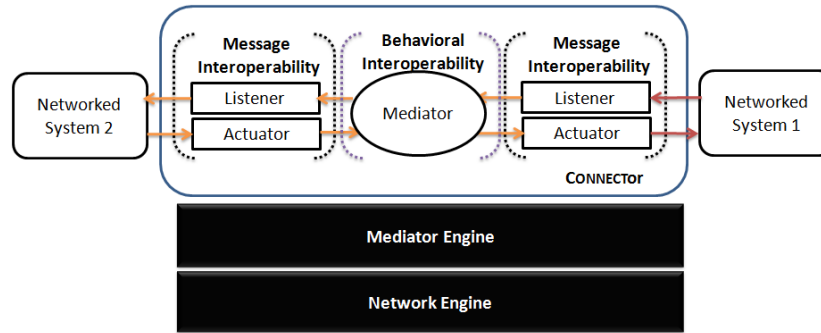 Message
Interoperability
Behavioral
Interoperability
Message
Interoperability
Networked
System 2
Listener
Actuator
Mediator
Listener
Actuator
Networked
System 1
CONNECTOR
Mediator Engine
Network Engine